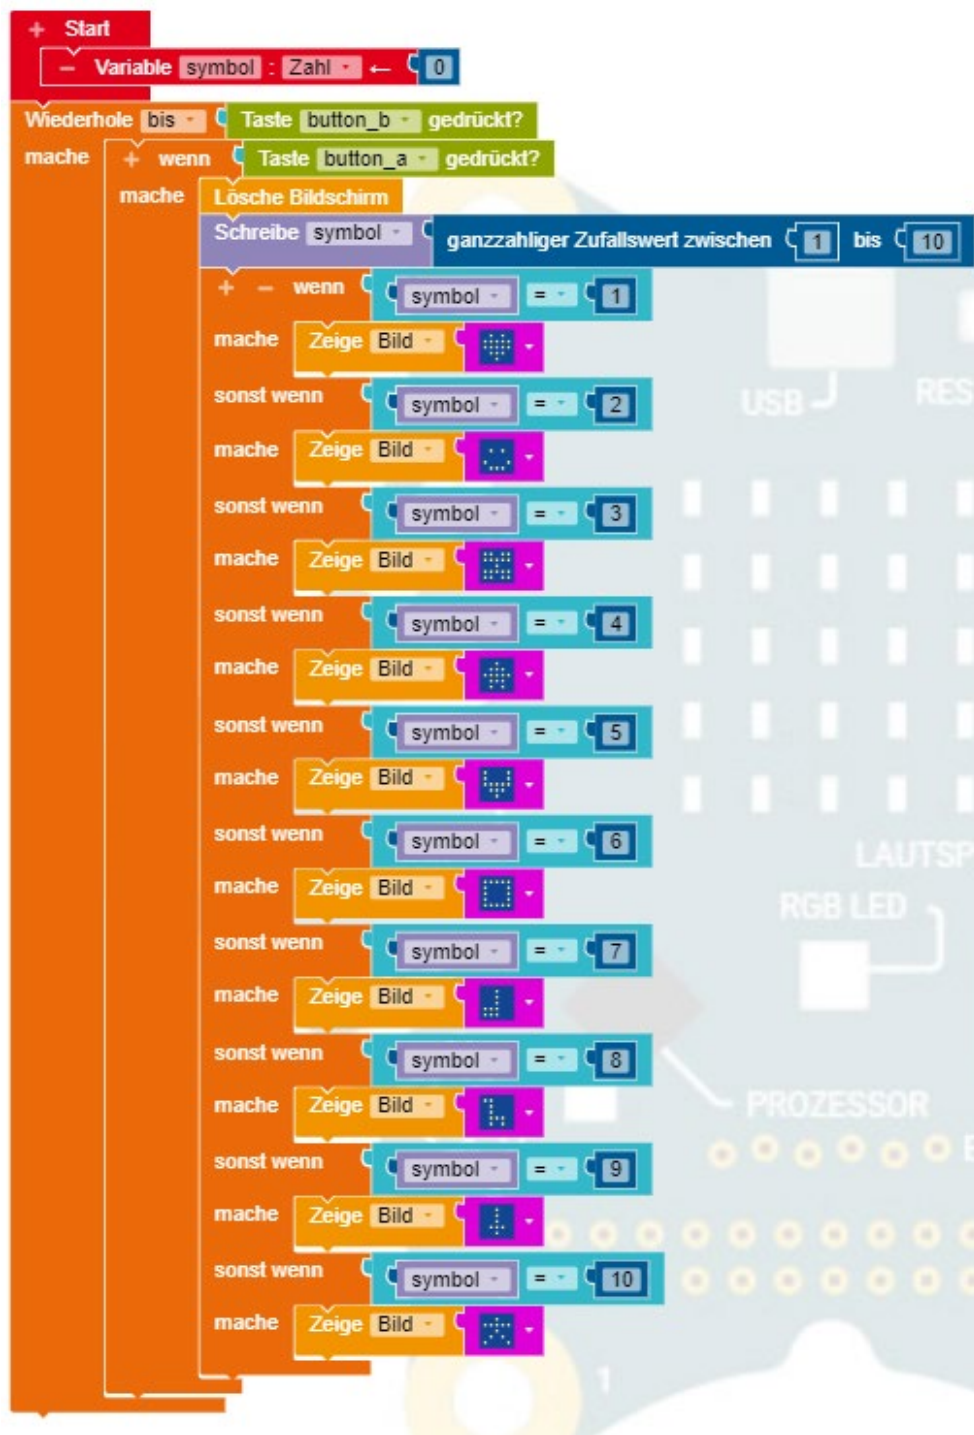 + Start
− Variable symbol : Zahl ← 0
Wiederhole bis Taste button_b gedrückt?
mache + wenn Taste button_a gedrückt?
mache Lösche Bildschirm
Schreibe symbol ganzzahliger Zufallswert zwischen 1 bis 10
+ − wenn symbol = 1
mache Zeige Bild
sonst wenn symbol = 2
USB RES
mache Zeige Bild
sonst wenn symbol = 3
mache Zeige Bild
sonst wenn symbol = 4
mache Zeige Bild
sonst wenn symbol = 5
mache Zeige Bild
sonst wenn symbol = 6
LAUTSP
mache Zeige Bild
RGB LED
sonst wenn symbol = 7
mache Zeige Bild
sonst wenn symbol = 8
mache Zeige Bild
PROZESSOR
sonst wenn symbol = 9
mache Zeige Bild
sonst wenn symbol = 10
mache Zeige Bild
1